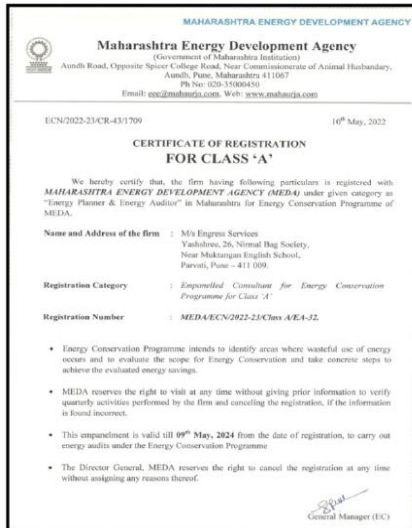 MAHARASHTRA ENERGY DEVELOPMENT AGENCY
Maharashtra Energy Development Agency
(Government of Maharashtra Institution)
Aundh Road, Opposite Spicer College Road, Near Commissionerate of Animal Husbandary,
Aundh, Pune, Maharashtra 411067
Ph No: 020-35000450
Email: eee@mahaurja.com, Web: www.mahaurja.com
ECN/2022-23/CR-43/1709
10th May, 2022
CERTIFICATE OF REGISTRATION
FOR CLASS 'A'
We hereby certify that, the firm having following particulars is registered with
MAHARASHTRA ENERGY DEVELOPMENT AGENCY (MEDA) under given category as
"Energy Planner & Energy Auditor" in Maharashtra for Energy Conservation Programme of
MEDA.
Name and Address of the firm : M/s Engress Services
Yashshree, 26, Nirmal Bag Society,
Near Muktangan English School,
Parvati, Pune – 411 009.
Registration Category : Empanelled Consultant for Energy Conservation
Programme for Class 'A'
Registration Number : MEDA/ECN/2022-23/Class A/EA-32.
• Energy Conservation Programme intends to identify areas where wasteful use of energy
occurs and to evaluate the scope for Energy Conservation and take concrete steps to
achieve the evaluated energy savings.
• MEDA reserves the right to visit at any time without giving prior information to verify
quarterly activities performed by the firm and canceling the registration, if the information
is found incorrect.
• This empanelment is valid till 09th May, 2024 from the date of registration, to carry out
energy audits under the Energy Conservation Programme
• The Director General, MEDA reserves the right to cancel the registration at any time
without assigning any reasons thereof.
General Manager (EC)